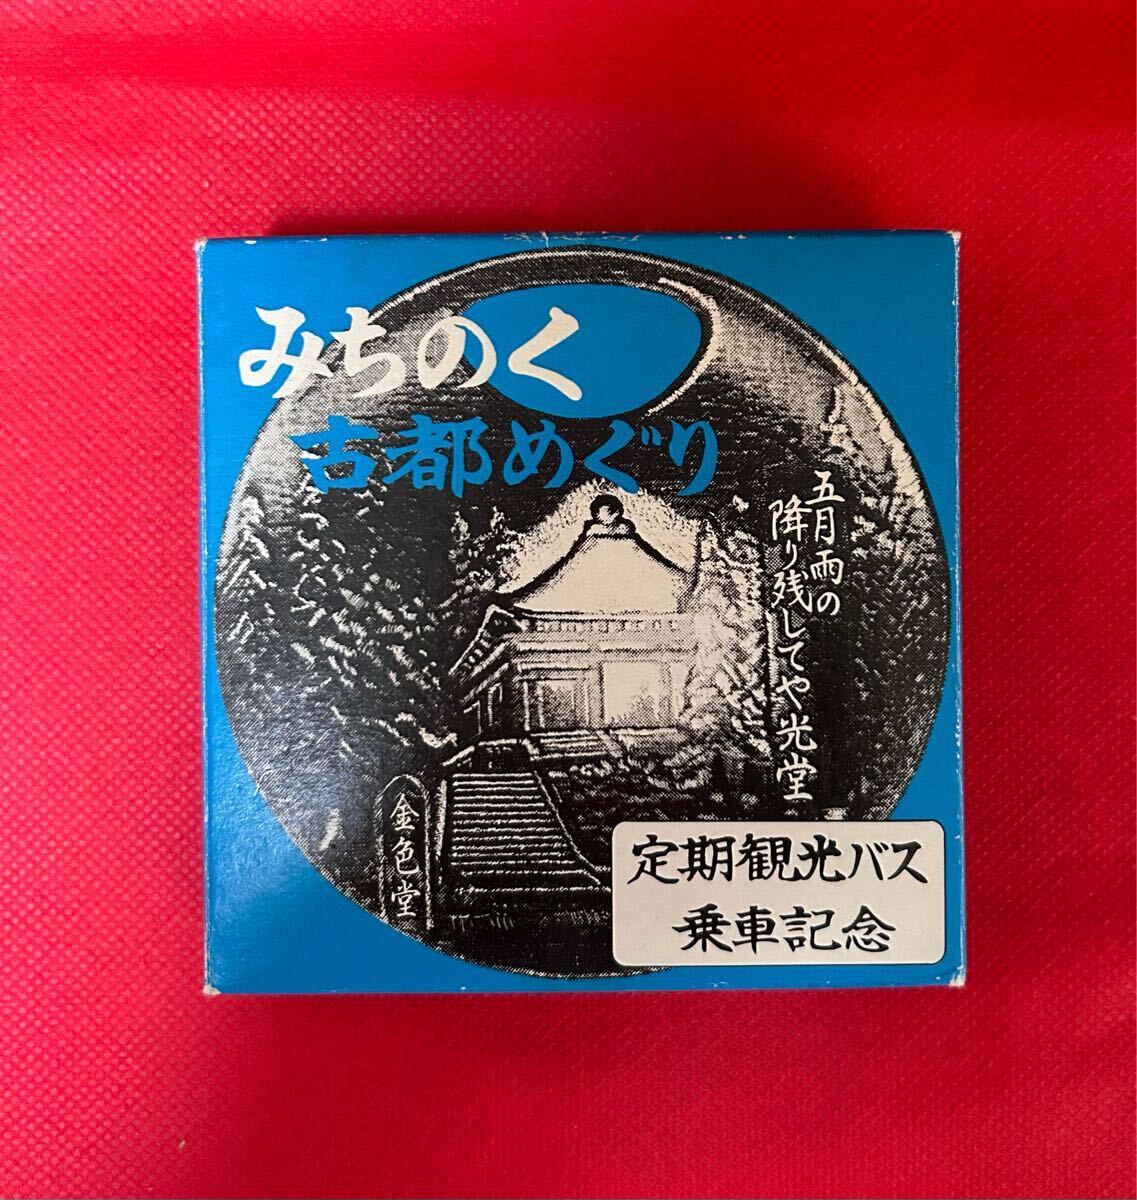 みちのく
古都めぐり
五月雨の
降り残してや光堂
金色堂
定期観光バス
乗車記念